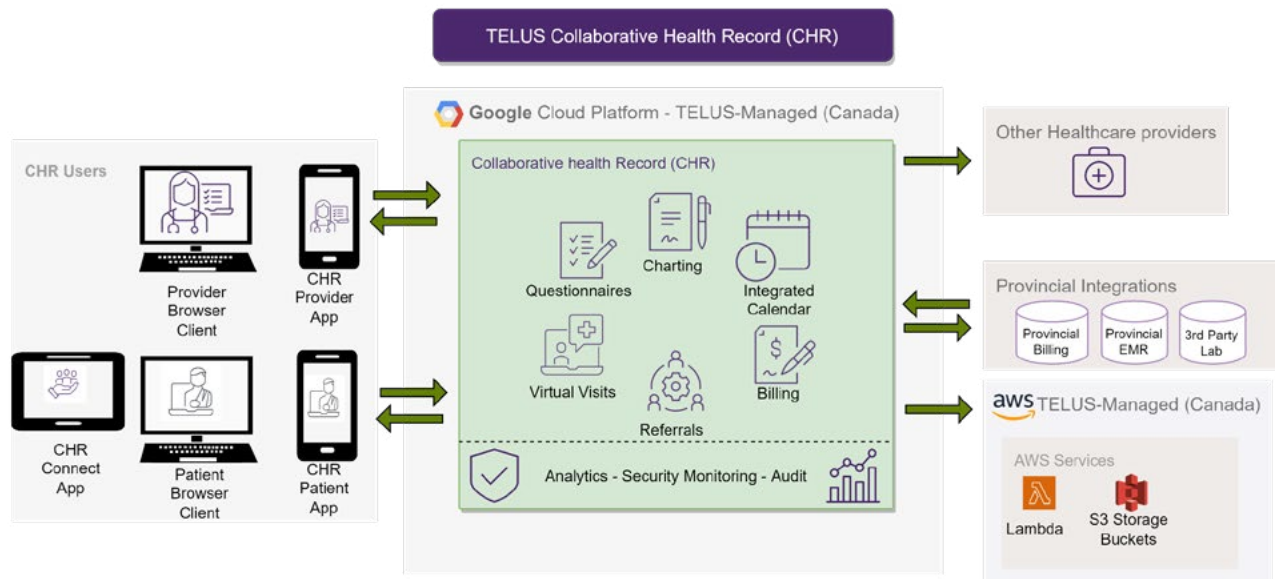 TELUS Collaborative Health Record (CHR)
Google Cloud Platform - TELUS-Managed (Canada)
CHR Users
Provider
Browser
Client
CHR
Provider
App
CHR
Connect
App
Patient
Browser
Client
CHR
Patient
App
Collaborative health Record (CHR)
Questionnaires
Charting
Integrated
Calendar
Virtual Visits
Referrals
Billing
Analytics - Security Monitoring - Audit
Other Healthcare providers
Provincial Integrations
Provincial
Billing
Provincial
EMR
3rd Party
Lab
aws TELUS-Managed (Canada)
AWS Services
Lambda
S3 Storage
Buckets